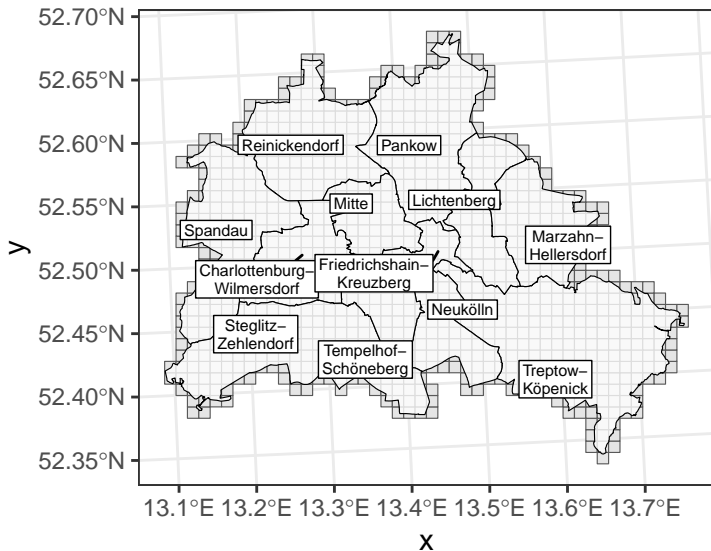 52.70°N
52.65°N
52.60°N
52.55°N
52.50°N
52.45°N
52.40°N
52.35°N
y
Reinickendorf
Pankow
Mitte
Lichtenberg
Spandau
Marzahn–
Hellersdorf
Charlottenburg–
Wilmersdorf
Friedrichshain–
Kreuzberg
Neukölln
Steglitz–
Zehlendorf
Tempelhof–
Schöneberg
Treptow–
Köpenick
13.1°E
13.2°E
13.3°E
13.4°E
13.5°E
13.6°E
13.7°E
x